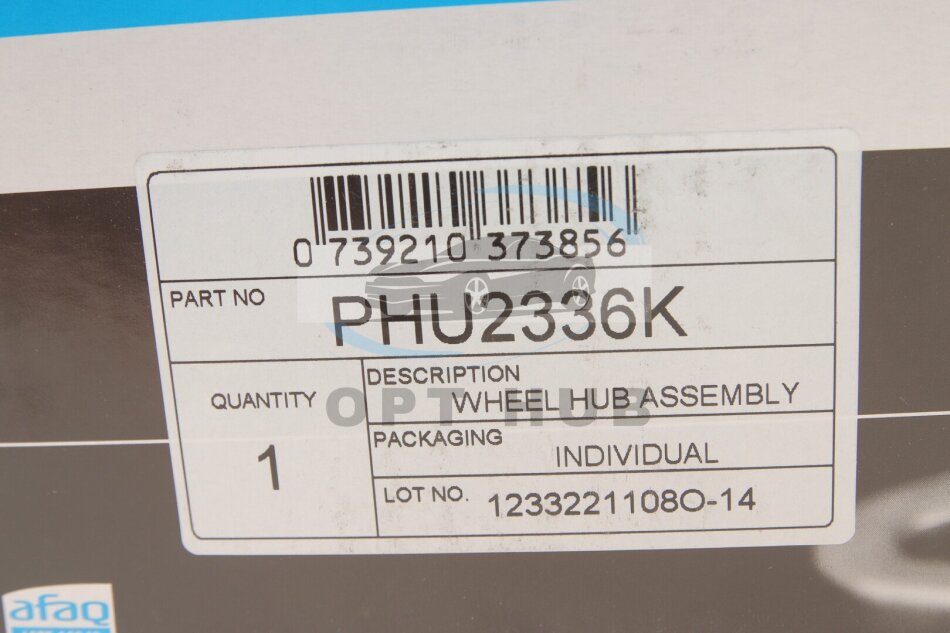 0 739210 373856
PART NO
PHU2336K
QUANTITY
1
DESCRIPTION
WHEEL HUB ASSEMBLY
PACKAGING
INDIVIDUAL
LOT NO. 1233221108O-14
OPT HUB
afaq